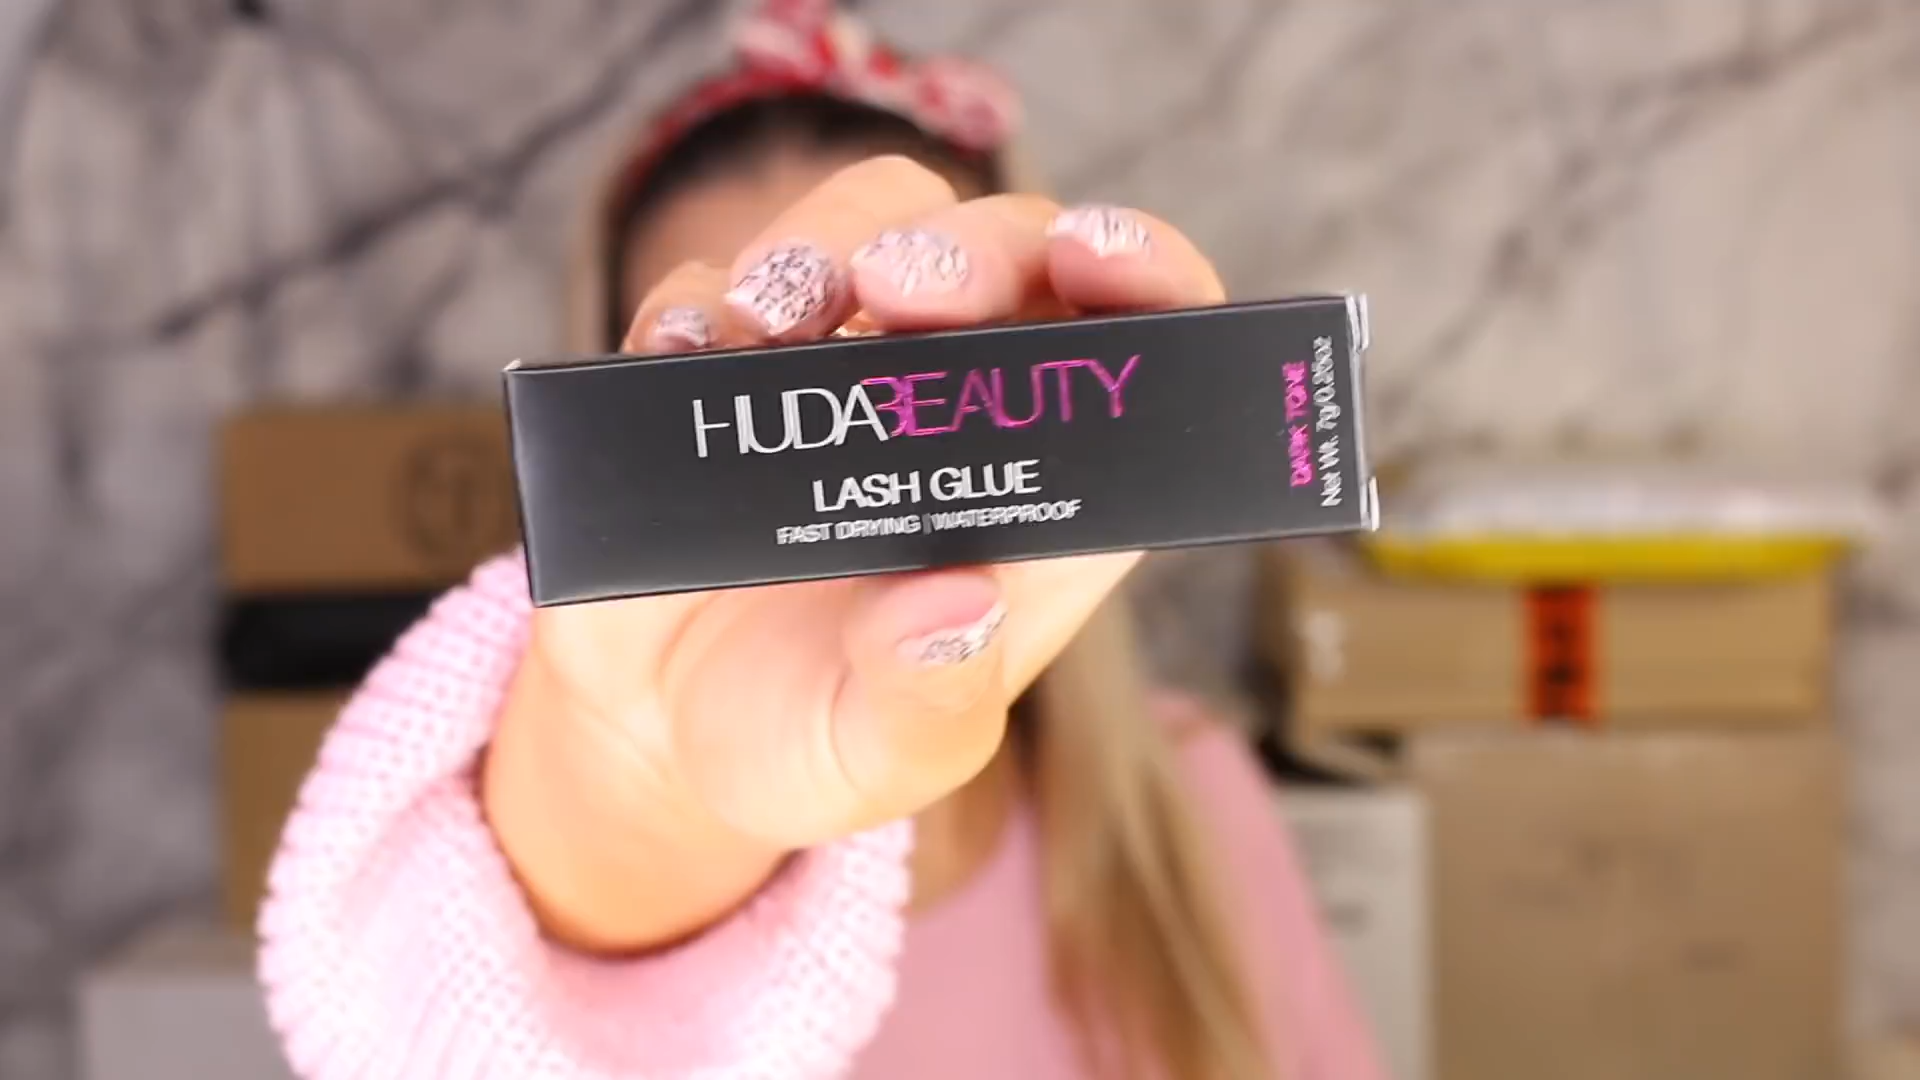 HUDABEAUTY
LASH GLUE
FAST DRYING | WATERPROOF
DARK TONE
Net Wt. 7g/0.25oz